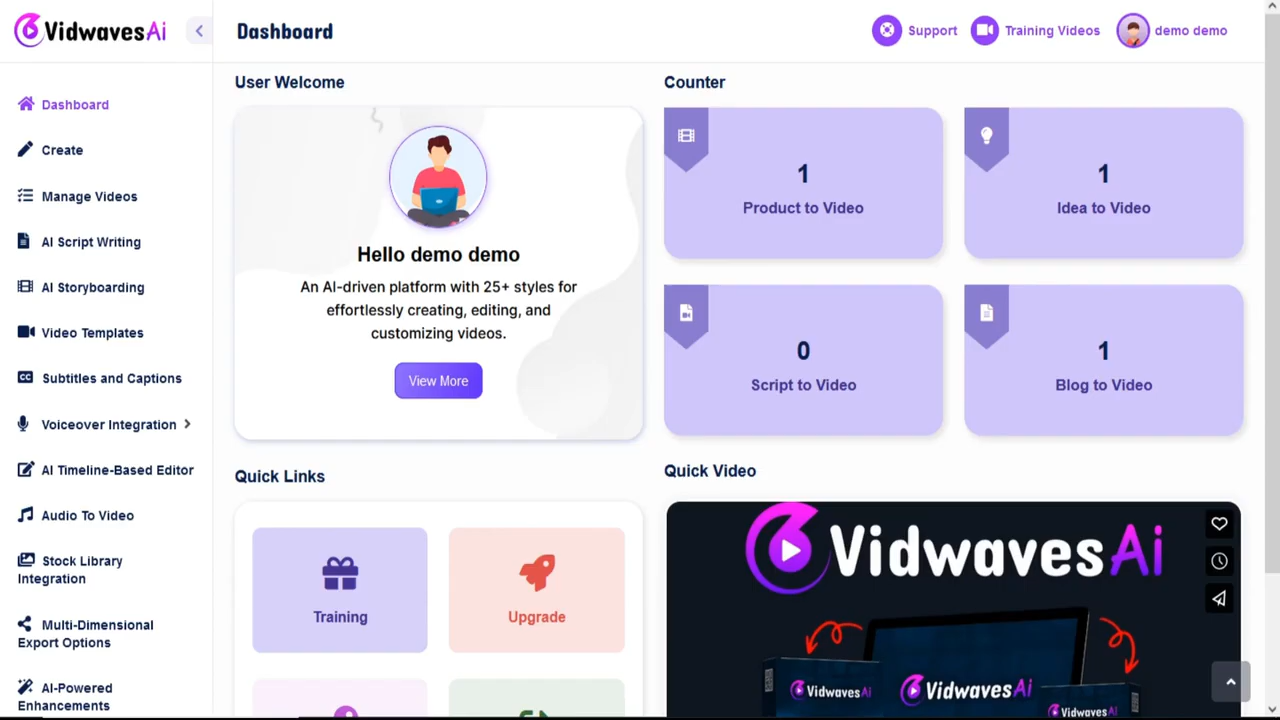 VidwavesAi
Dashboard
Support
Training Videos
demo demo
Dashboard
Create
Manage Videos
AI Script Writing
AI Storyboarding
Video Templates
CC
Subtitles and Captions
Voiceover Integration
AI Timeline-Based Editor
Audio To Video
Stock Library
Integration
Multi-Dimensional
Export Options
AI-Powered
Enhancements
User Welcome
Hello demo demo
An AI-driven platform with 25+ styles for
effortlessly creating, editing, and
customizing videos.
View More
Counter
1
Product to Video
1
Idea to Video
0
Script to Video
1
Blog to Video
Quick Links
Training
Upgrade
Quick Video
VidwavesAi
VidwavesAi
VidwavesAi
VidwavesAi